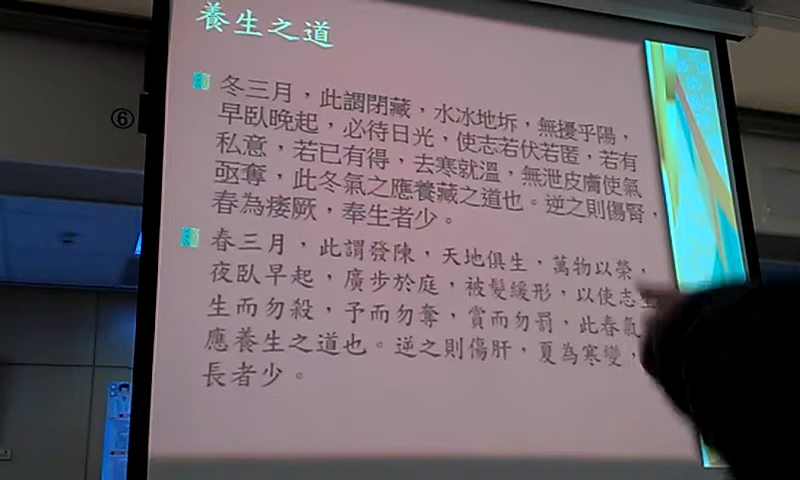 養生之道
冬三月，此謂閉藏，水冰地坼，無擾乎陽，
早臥晚起，必待日光，使志若伏若匿，若有
私意，若已有得，去寒就溫，無泄皮膚使氣
亟奪，此冬氣之應養藏之道也。逆之則傷腎，
春為痿厥，奉生者少。
春三月，此謂發陳，天地俱生，萬物以榮，
夜臥早起，廣步於庭，被髮緩形，以使志生
生而勿殺，予而勿奪，賞而勿罰，此春氣
應養生之道也。逆之則傷肝，夏為寒變，
長者少。
⑥